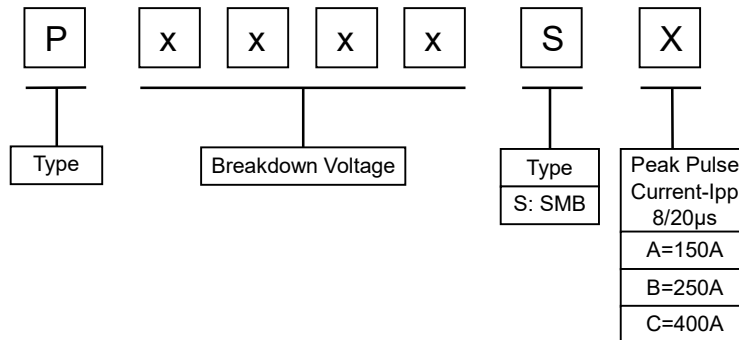 P x x x x S X
Type
Breakdown Voltage
Type
S: SMB
Peak Pulse
Current-Ipp
8/20μs
A=150A
B=250A
C=400A